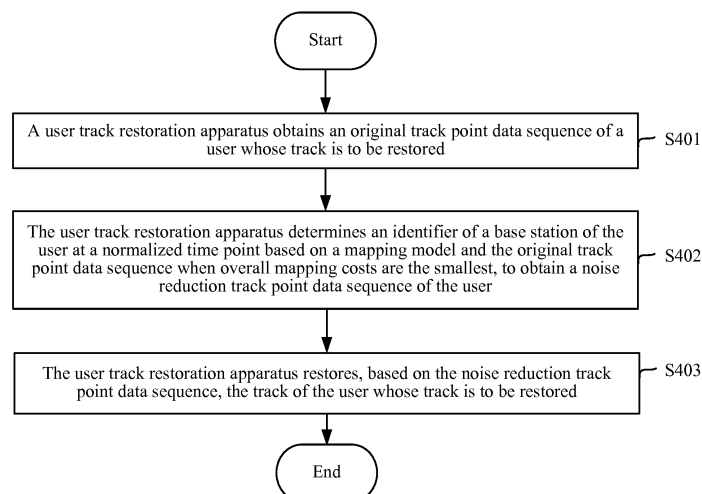 Start
A user track restoration apparatus obtains an original track point data sequence of a
user whose track is to be restored
S401
The user track restoration apparatus determines an identifier of a base station of the
user at a normalized time point based on a mapping model and the original track
point data sequence when overall mapping costs are the smallest, to obtain a noise
reduction track point data sequence of the user
S402
The user track restoration apparatus restores, based on the noise reduction track
point data sequence, the track of the user whose track is to be restored
S403
End